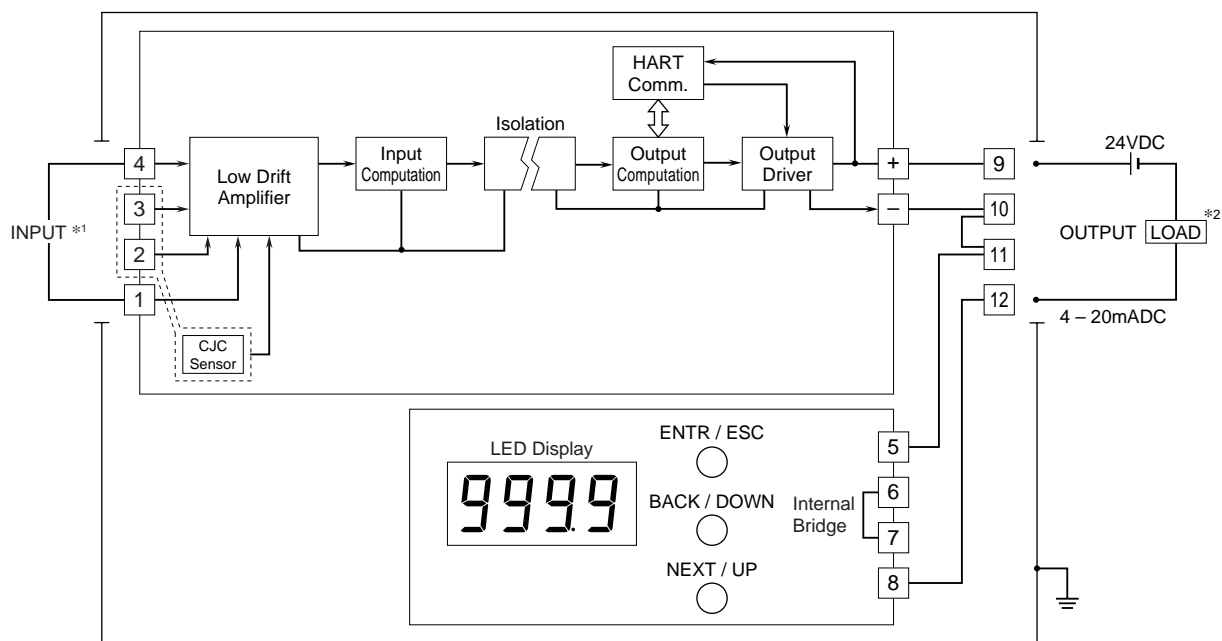 HART
Comm.
24VDC
Isolation
4
Low Drift
Amplifier
Input
Computation
Output
Computation
Output
Driver
+
9
3
–
10
INPUT *1
OUTPUT
LOAD
*2
2
11
1
12
4 – 20mADC
CJC
Sensor
LED Display
ENTR / ESC
5
999.9
BACK / DOWN
Internal
Bridge
6
7
NEXT / UP
8